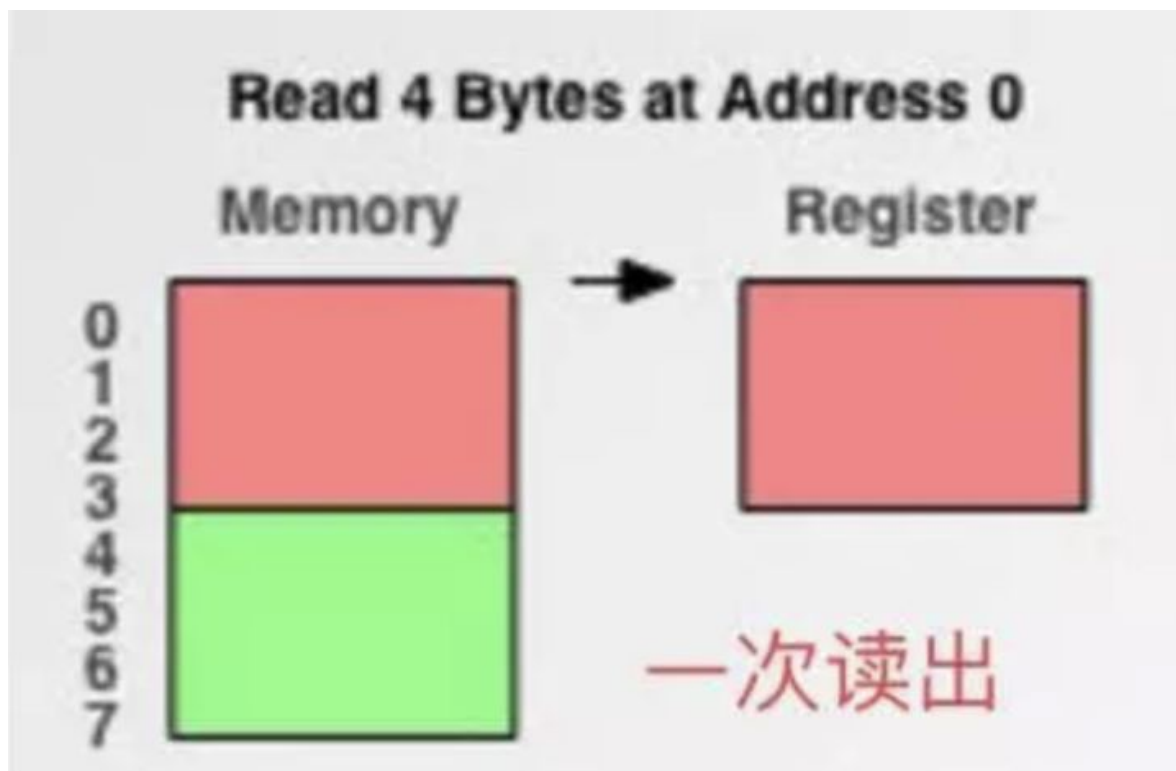 Read 4 Bytes at Address 0
Memory
Register
0
1
2
3
4
5
6
7
一次读出